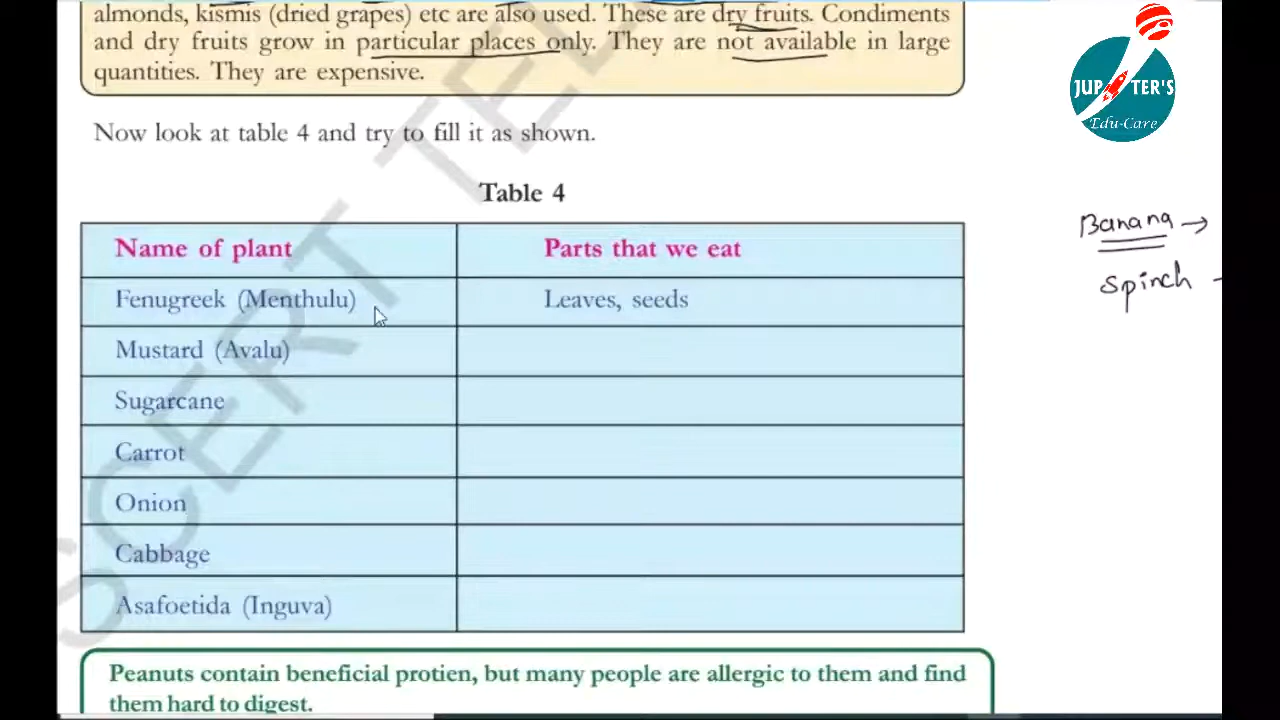 almonds, kismis (dried grapes) etc are also used. These are dry fruits. Condiments
and dry fruits grow in particular places only. They are not available in large
quantities. They are expensive.
JUPITER'S
Edu-Care
Now look at table 4 and try to fill it as shown.
Table 4
Name of plant Parts that we eat
Banana →
Fenugreek (Menthulu) Leaves, seeds
Spinch -
Mustard (Avalu)
Sugarcane
Carrot
Onion
Cabbage
Asafoetida (Inguva)
Peanuts contain beneficial protien, but many people are allergic to them and find
them hard to digest.
SCERT TEL